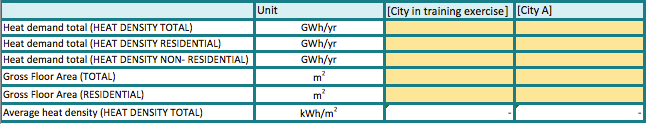 Unit [City in training exercise] [City A]
Heat demand total (HEAT DENSITY TOTAL) GWh/yr
Heat demand total (HEAT DENSITY RESIDENTIAL) GWh/yr
Heat demand total (HEAT DENSITY NON- RESIDENTIAL) GWh/yr
Gross Floor Area (TOTAL) m²
Gross Floor Area (RESIDENTIAL) m²
Average heat density (HEAT DENSITY TOTAL) kWh/m² - -